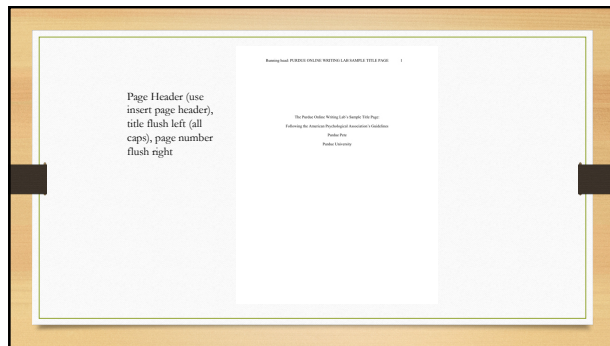 Page Header (use
insert page header),
title flush left (all
caps), page number
flush right
Running head: PURDUE ONLINE WRITING LAB SAMPLE TITLE PAGE 1
The Purdue Online Writing Lab's Sample Title Page:
Following the American Psychological Association's Guidelines
Purdue Pete
Purdue University